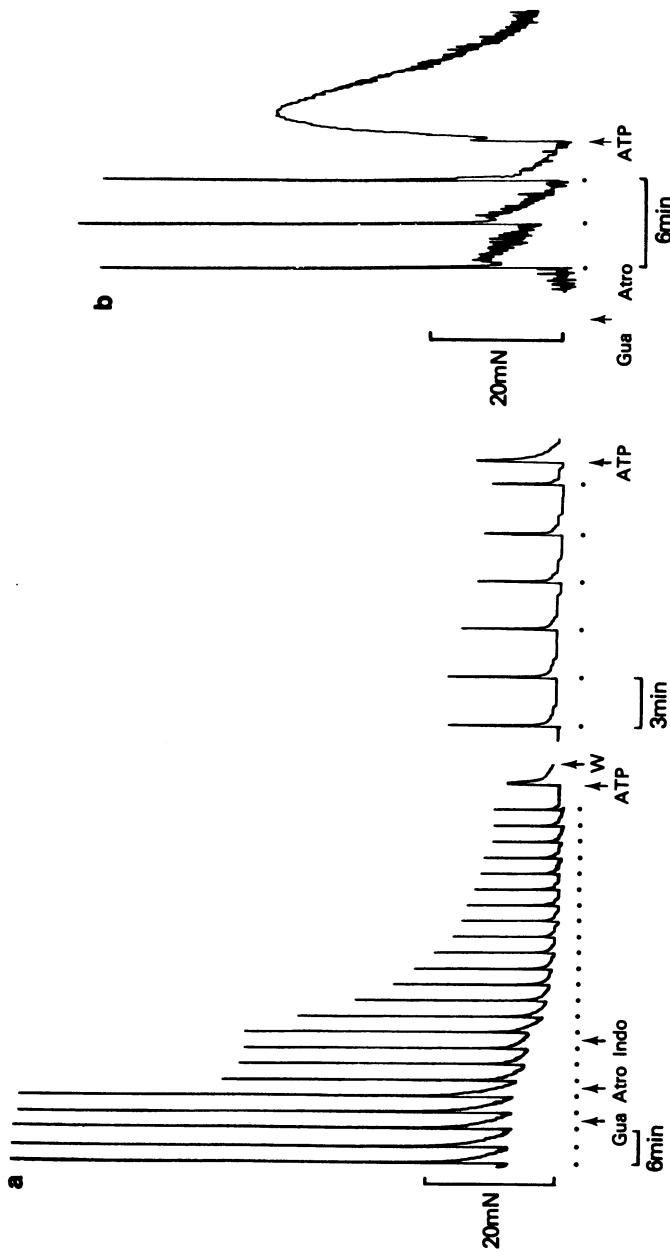 a
20mN
Gua Atro Indo
6min
ATP
W
3min
ATP
b
20mN
Gua
Atro
ATP
6min